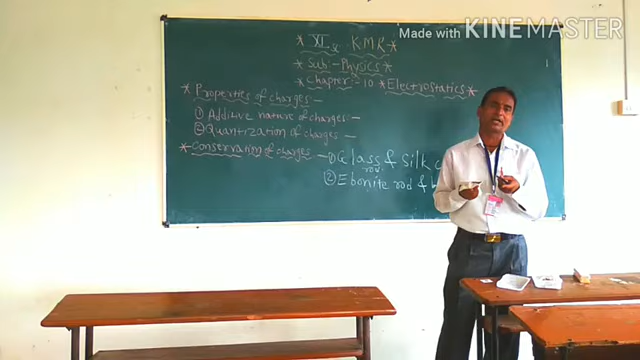 Made with KINEMASTER
* XI. KMR *
* Sub:- Physics *
* Chapter:- 10 * Electrostatics *
* Properties of charges:-
① Additive nature of charges:-
② Quantization of charges:-
* Conservation of charges:- ① Glass rod & Silk
② Ebonite rod &